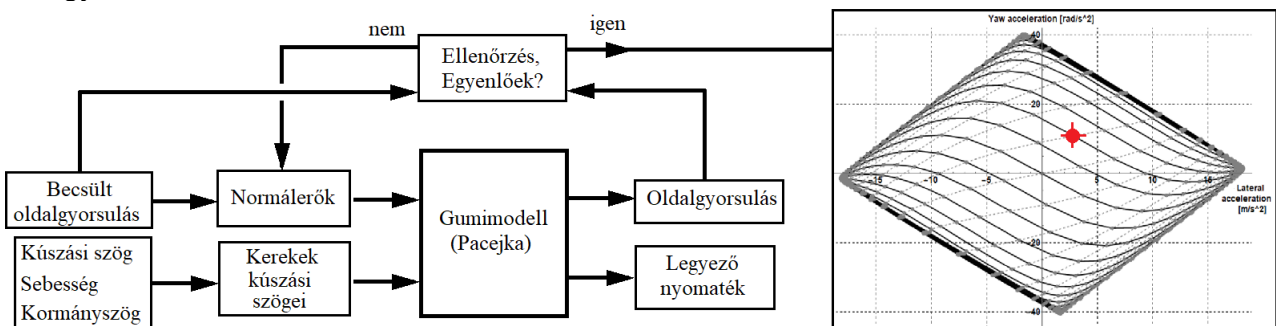 nem
igen
Ellenőrzés,
Egyenlőek?
Becsült
oldalgyorsulás
Normálerők
Gumimodell
(Pacejka)
Oldalgyorsulás
Kúszási szög
Sebesség
Kormányszög
Kerekek
kúszási
szögei
Legyező
nyomaték
Yaw acceleration [rad/s^2]
40
20
-15
-10
-5
5
10
15
Lateral
acceleration
[m/s^2]
-20
-40